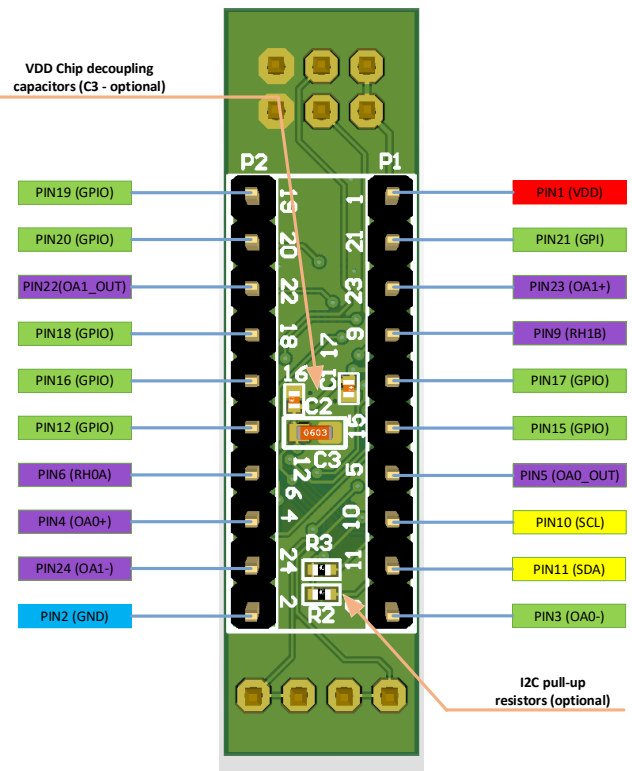 VDD Chip decoupling
capacitors (C3 - optional)
P2
P1
PIN19 (GPIO)
19
1
PIN1 (VDD)
PIN20 (GPIO)
20
21
PIN21 (GPI)
PIN22(OA1_OUT)
22
23
PIN23 (OA1+)
PIN18 (GPIO)
18
17
9
PIN9 (RH1B)
PIN16 (GPIO)
16
C1
PIN17 (GPIO)
C2
PIN12 (GPIO)
0603
15
PIN15 (GPIO)
C3
PIN6 (RH0A)
12
5
PIN5 (OA0_OUT)
6
PIN4 (OA0+)
4
10
PIN10 (SCL)
R3
PIN24 (OA1-)
24
11
PIN11 (SDA)
PIN2 (GND)
2
R2
PIN3 (OA0-)
I2C pull-up
resistors (optional)